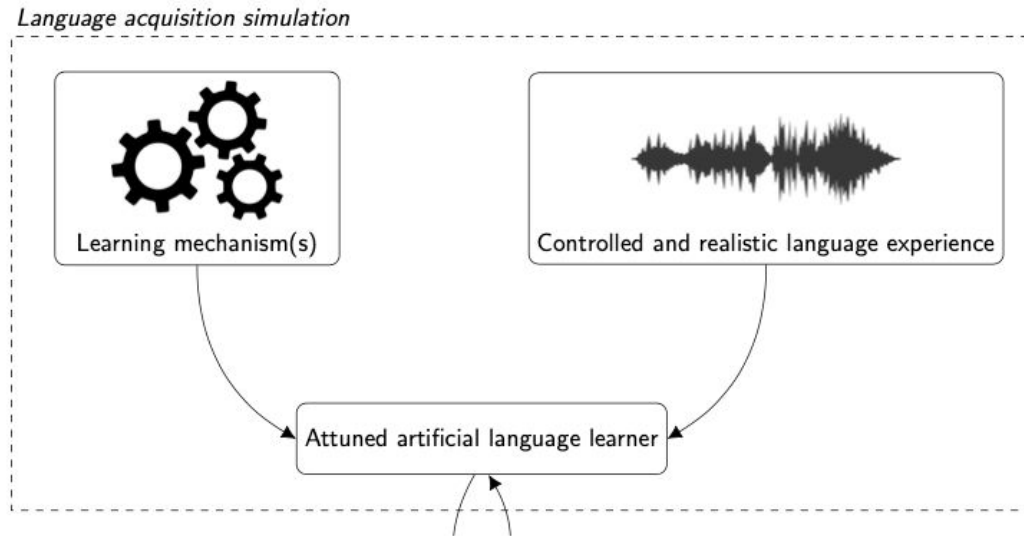 Language acquisition simulation
Learning mechanism(s)
Controlled and realistic language experience
Attuned artificial language learner